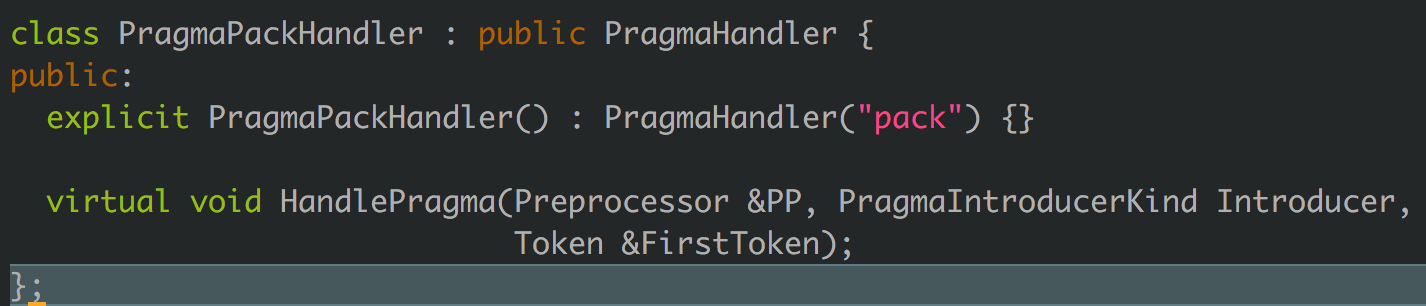 class PragmaPackHandler : public PragmaHandler {
public:
  explicit PragmaPackHandler() : PragmaHandler("pack") {}

  virtual void HandlePragma(Preprocessor &PP, PragmaIntroducerKind Introducer,
                            Token &FirstToken);
};